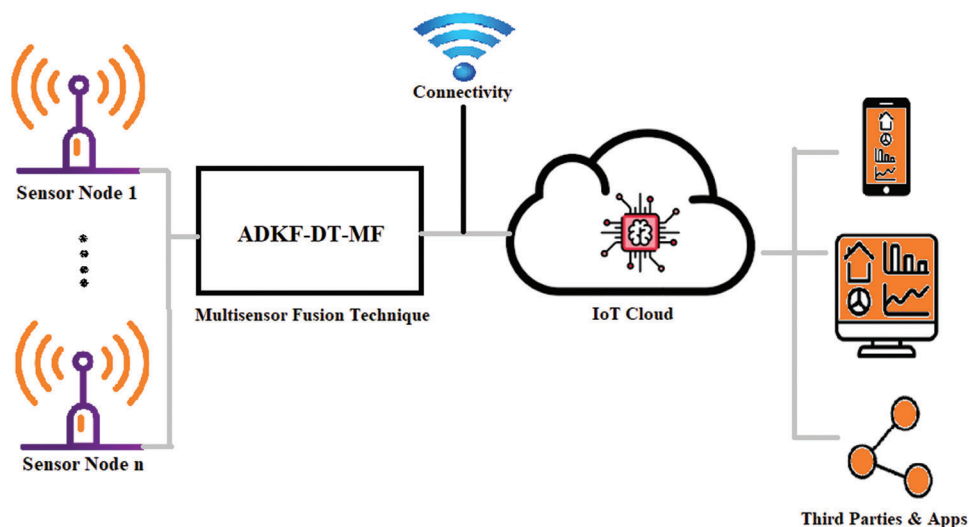 Connectivity
Sensor Node 1
ADKF-DT-MF
Multisensor Fusion Technique
IoT Cloud
Sensor Node n
Third Parties & Apps